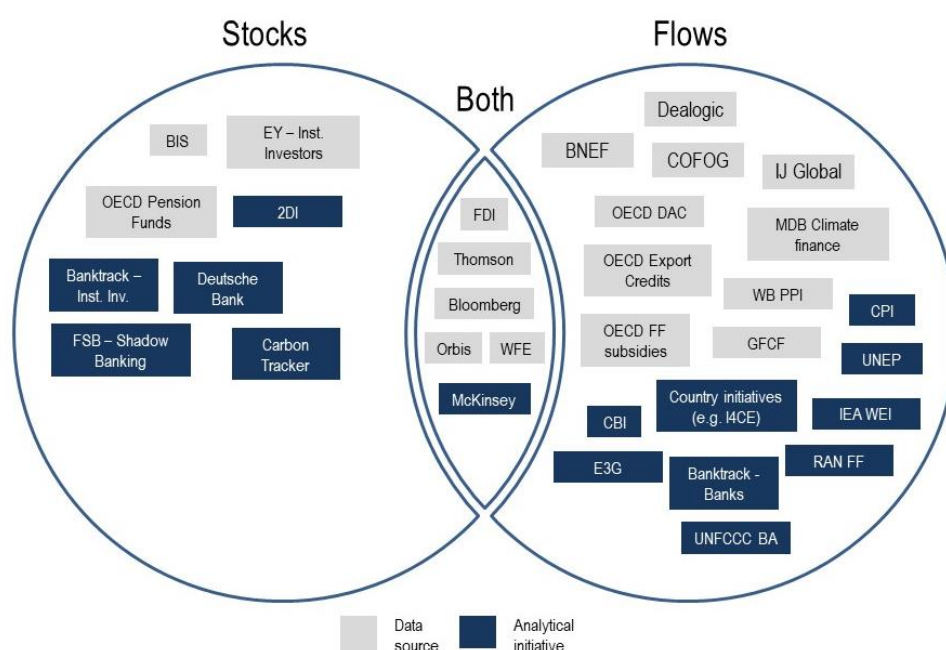 Stocks
Flows
Both
BIS
EY – Inst.
Investors
OECD Pension
Funds
2DI
Banktrack –
Inst. Inv.
Deutsche
Bank
FSB – Shadow
Banking
Carbon
Tracker
FDI
Thomson
Bloomberg
Orbis
WFE
McKinsey
Dealogic
BNEF
COFOG
IJ Global
OECD DAC
MDB Climate
finance
OECD Export
Credits
WB PPI
CPI
OECD FF
subsidies
GFCF
UNEP
Country initiatives
(e.g. I4CE)
IEA WEI
CBI
E3G
Banktrack -
Banks
RAN FF
UNFCCC BA
Data
source
Analytical
initiative